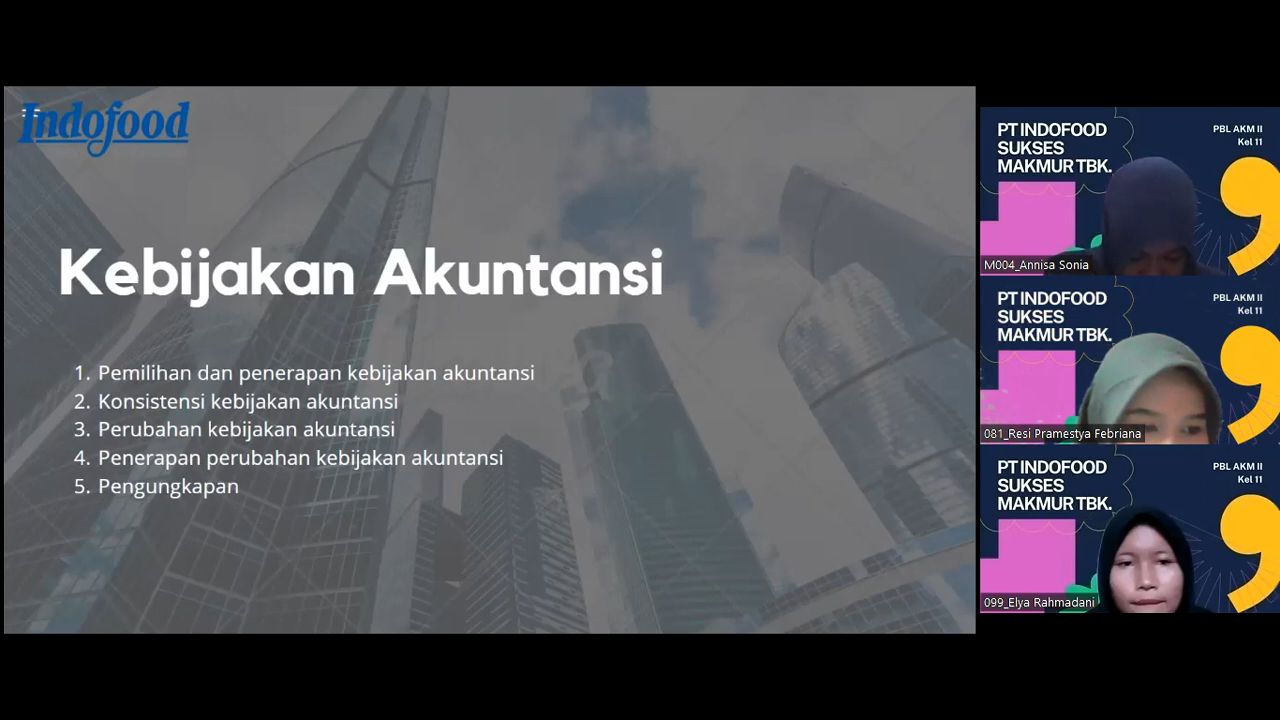 Indofood
Kebijakan Akuntansi
1. Pemilihan dan penerapan kebijakan akuntansi
2. Konsistensi kebijakan akuntansi
3. Perubahan kebijakan akuntansi
4. Penerapan perubahan kebijakan akuntansi
5. Pengungkapan
PT INDOFOOD
SUKSES
MAKMUR TBK.
PBL AKM II
Kel 11
M004_Annisa Sonia
PT INDOFOOD
SUKSES
MAKMUR TBK.
PBL AKM II
Kel 11
081_Resi Pramestya Febriana
PT INDOFOOD
SUKSES
MAKMUR TBK.
PBL AKM II
Kel 11
099_Elya Rahmadani